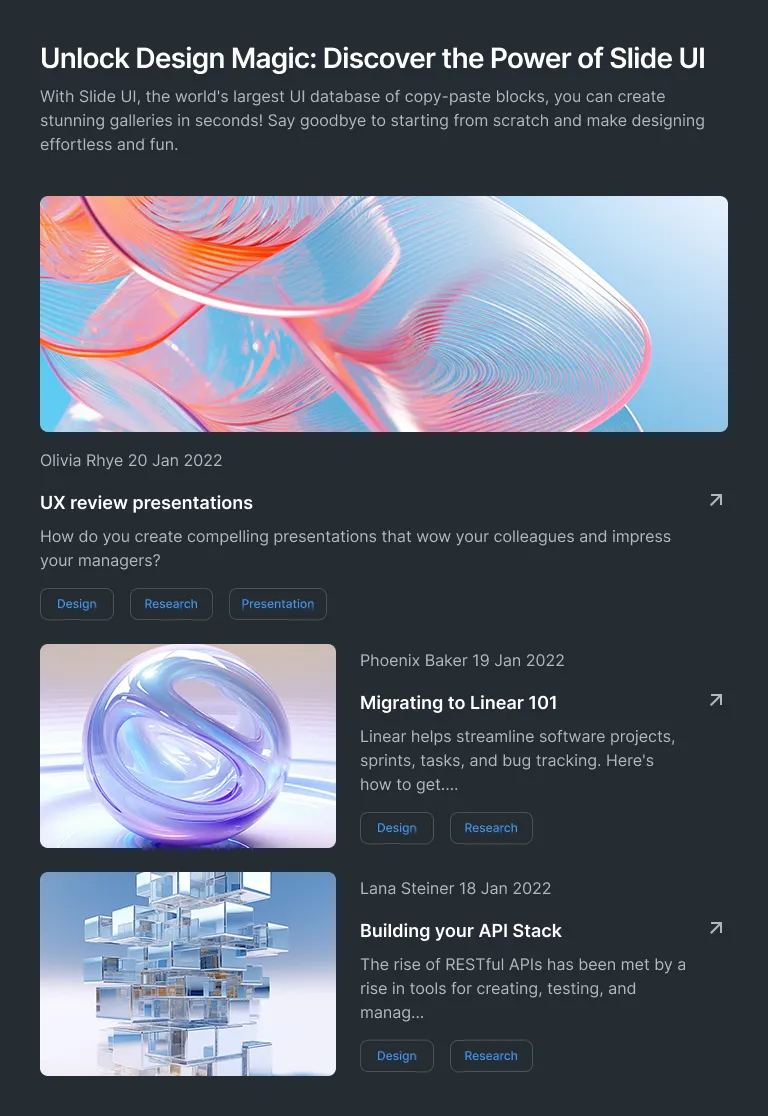 Unlock Design Magic: Discover the Power of Slide UI
With Slide UI, the world's largest UI database of copy-paste blocks, you can create
stunning galleries in seconds! Say goodbye to starting from scratch and make designing
effortless and fun.
Olivia Rhye 20 Jan 2022
UX review presentations
How do you create compelling presentations that wow your colleagues and impress
your managers?
Design Research Presentation
Phoenix Baker 19 Jan 2022
Migrating to Linear 101
Linear helps streamline software projects,
sprints, tasks, and bug tracking. Here's
how to get....
Design Research
Lana Steiner 18 Jan 2022
Building your API Stack
The rise of RESTful APIs has been met by a
rise in tools for creating, testing, and
manag...
Design Research